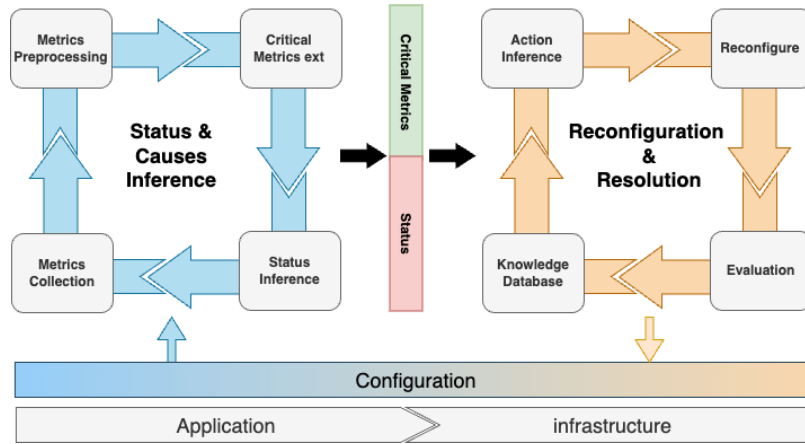 Metrics
Preprocessing
Critical
Metrics ext
Status &
Causes
Inference
Metrics
Collection
Status
Inference
Critical Metrics
Status
Action
Inference
Reconfigure
Reconfiguration
&
Resolution
Knowledge
Database
Evaluation
Configuration
Application
infrastructure